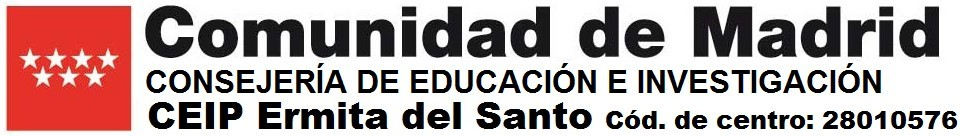 Comunidad de Madrid
CONSEJERÍA DE EDUCACIÓN E INVESTIGACIÓN
CEIP Ermita del Santo Cód. de centro: 28010576